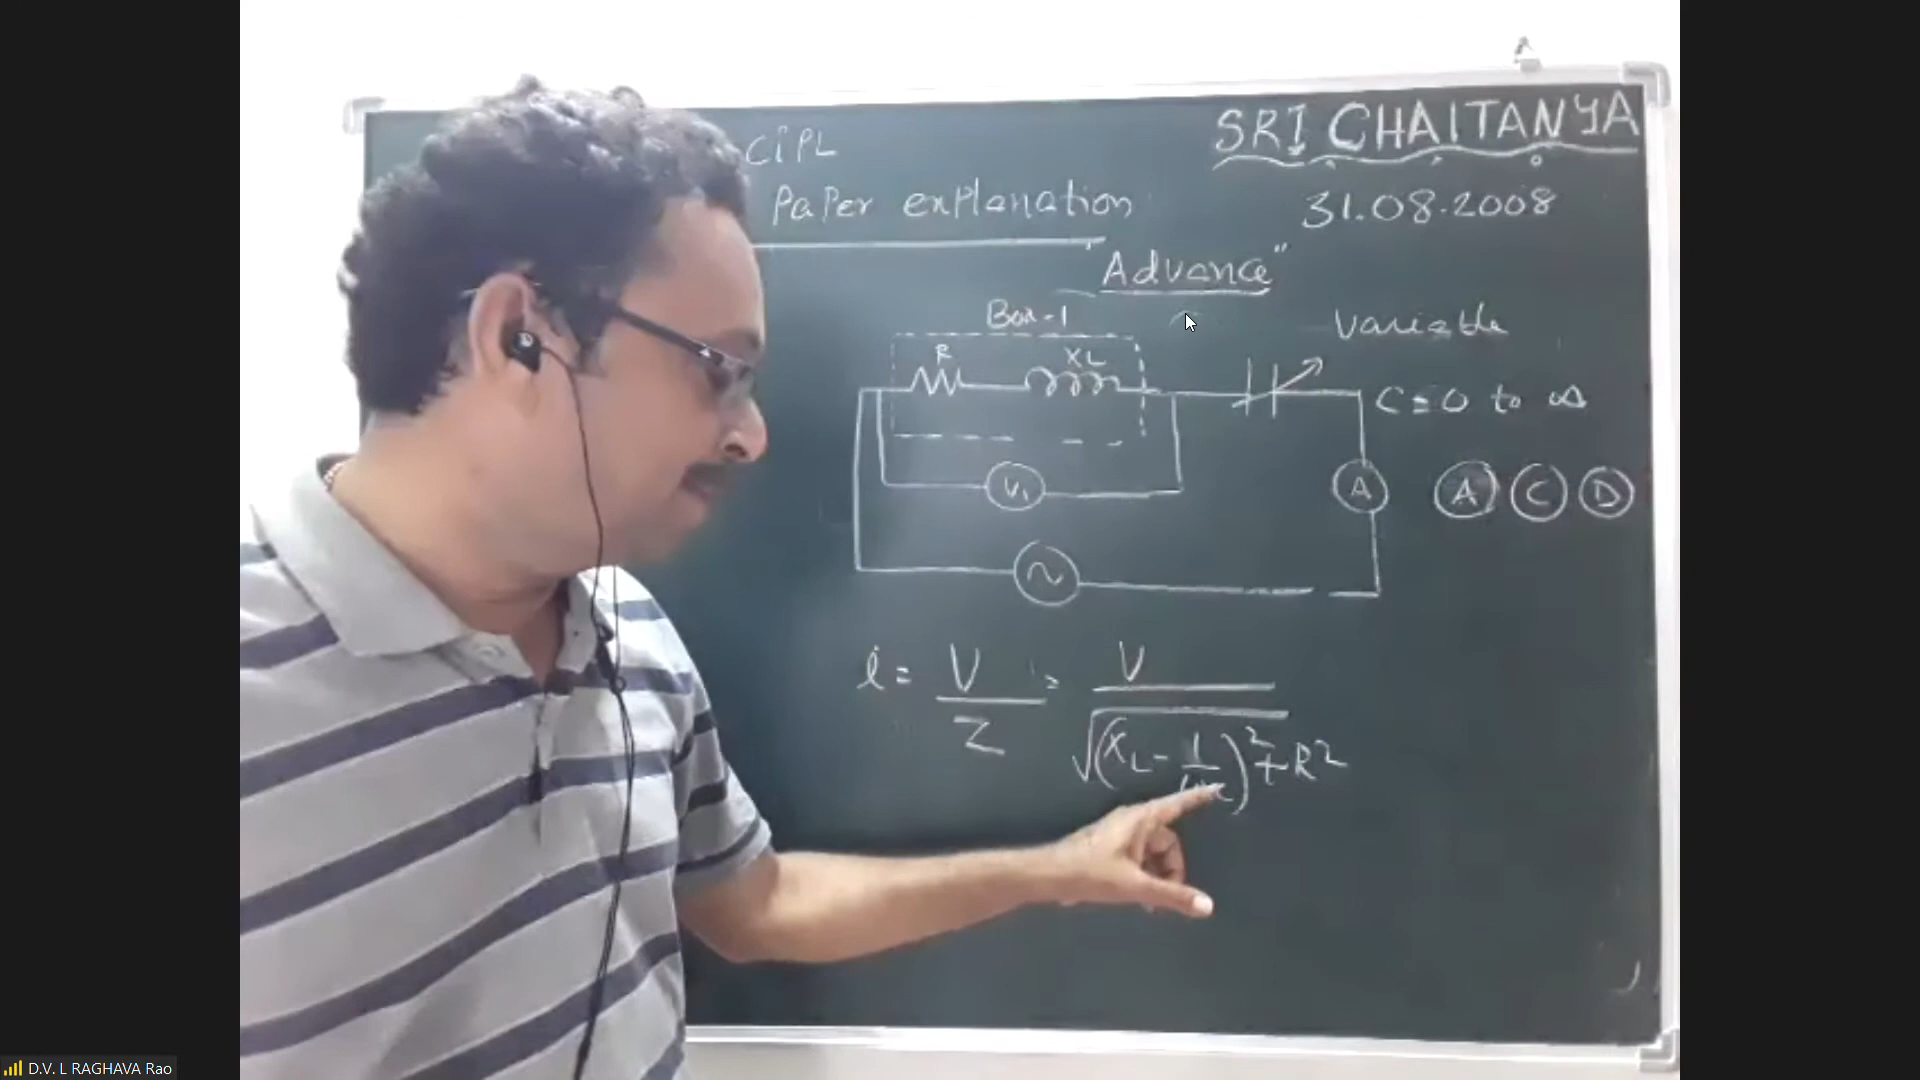 CIPL
SRI CHAITANYA
Paper explanation
31.08.2008
"Advance"
Box-1
Variable
R
XL
C=0 to ∞
V₁
A
A C D
~
i = V/Z = V/√(XL - 1/ωc)² + R²
D.V. L RAGHAVA Rao